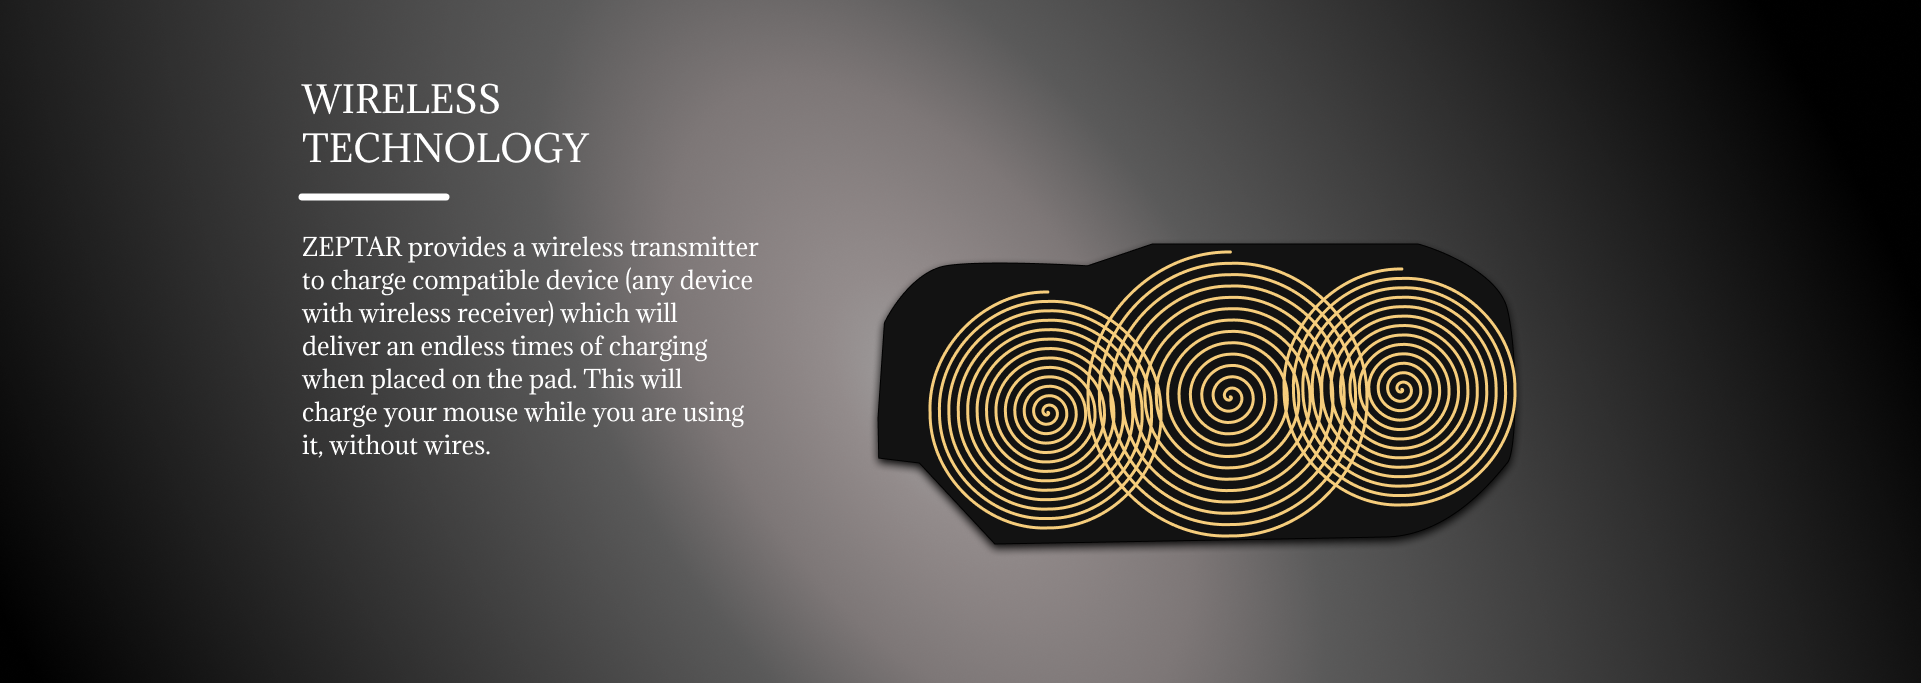 WIRELESS
TECHNOLOGY
ZEPTAR provides a wireless transmitter
to charge compatible device (any device
with wireless receiver) which will
deliver an endless times of charging
when placed on the pad. This will
charge your mouse while you are using
it, without wires.